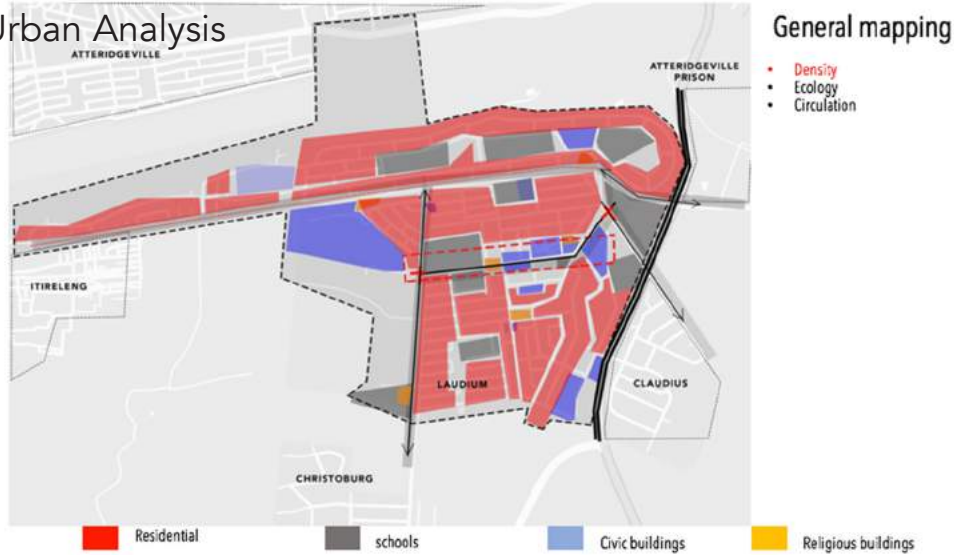 Urban Analysis
General mapping
• Density
• Ecology
• Circulation
ATTERIDGEVILLE
ATTERIDGEVILLE
PRISON
ITIRELENG
LAUDIUM
CLAUDIUS
CHRISTOBURG
Residential
schools
Civic buildings
Religious buildings